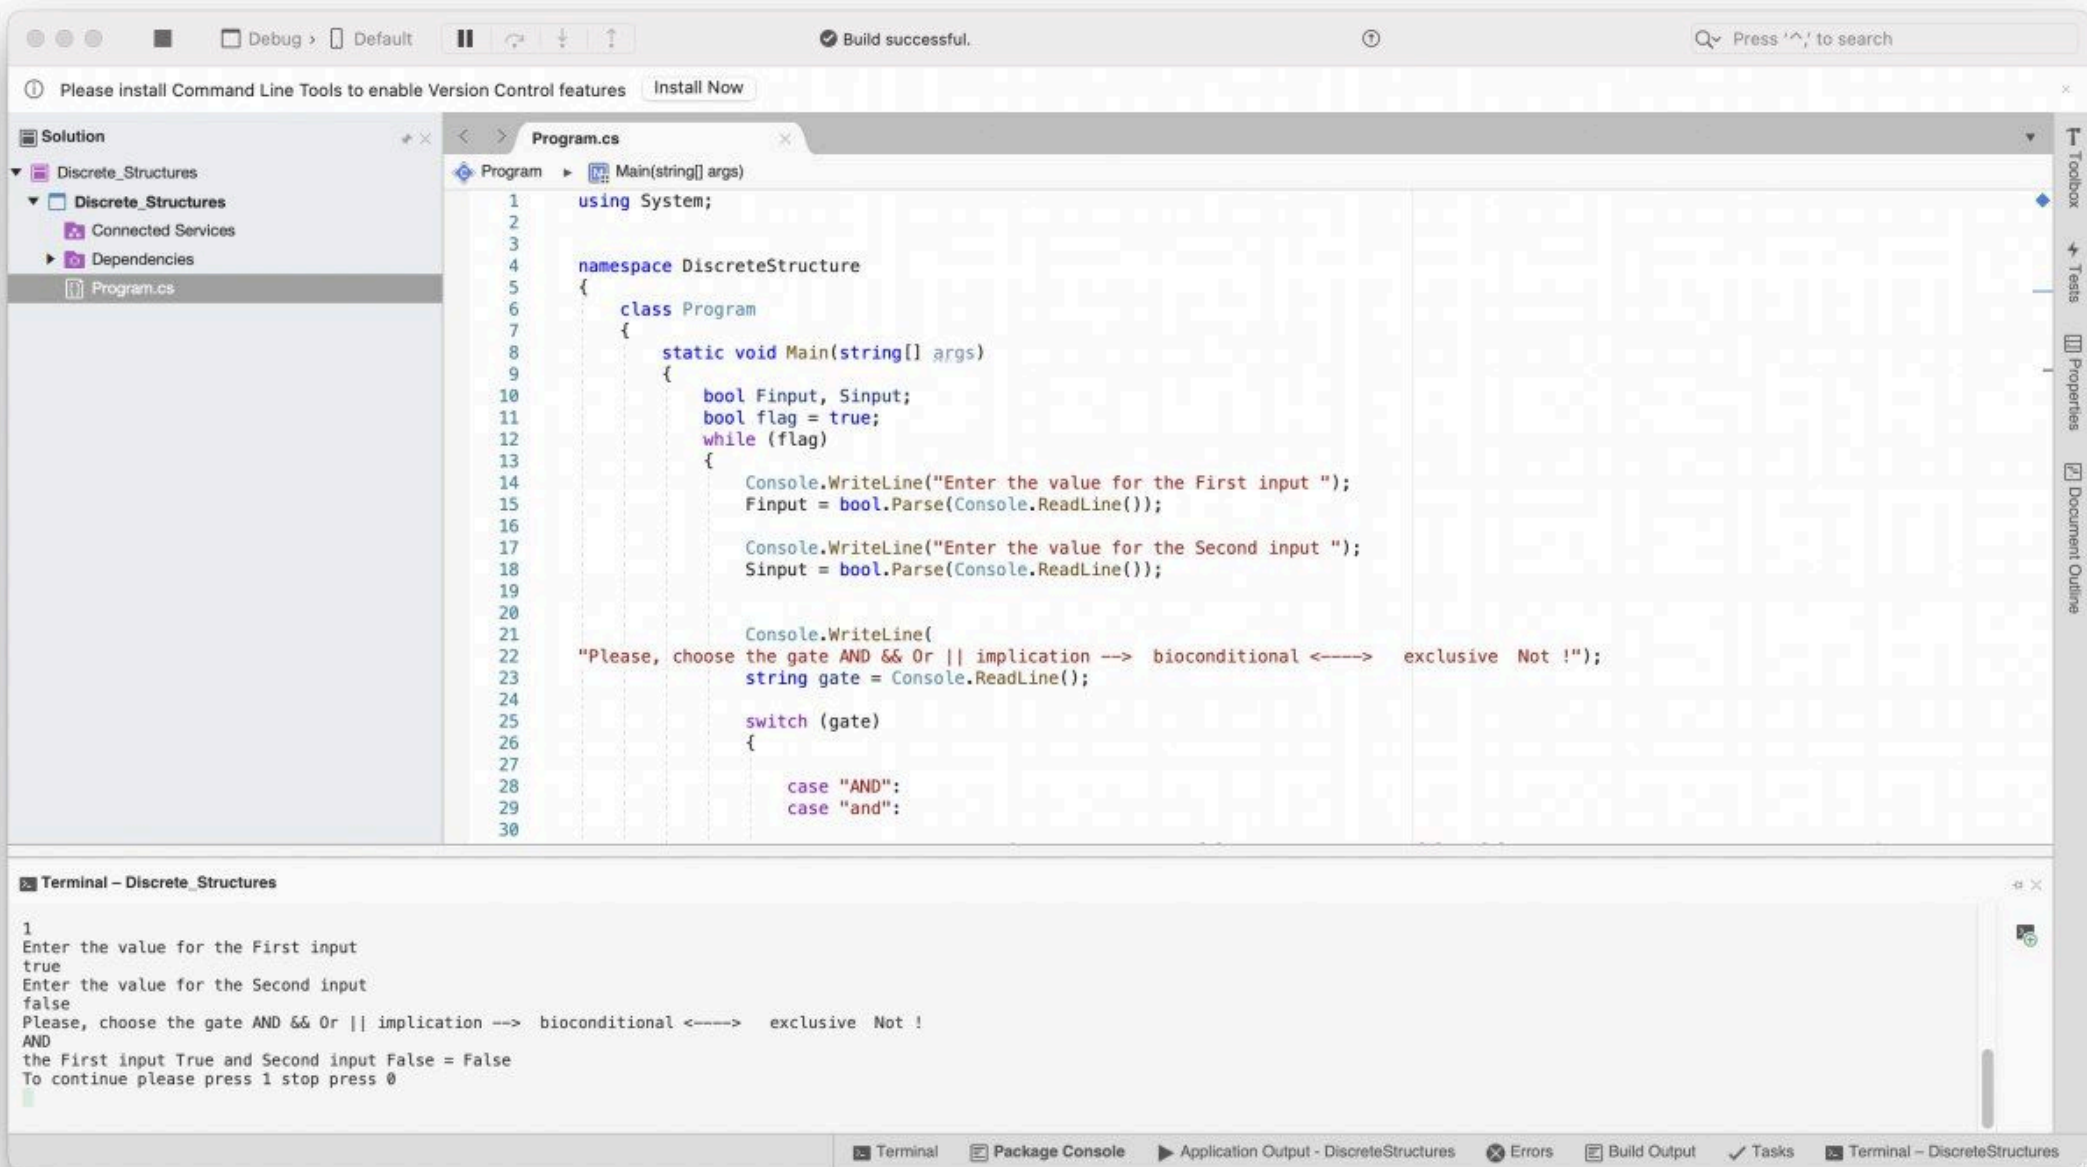 Debug › Default
Build successful.
Press '^,' to search
Please install Command Line Tools to enable Version Control features
Install Now
Solution
Discrete_Structures
Discrete_Structures
Connected Services
Dependencies
Program.cs
Program.cs
Program
Main(string[] args)
1 using System;
2
3
4 namespace DiscreteStructure
5 {
6 class Program
7 {
8 static void Main(string[] args)
9 {
10 bool Finput, Sinput;
11 bool flag = true;
12 while (flag)
13 {
14 Console.WriteLine("Enter the value for the First input ");
15 Finput = bool.Parse(Console.ReadLine());
16
17 Console.WriteLine("Enter the value for the Second input ");
18 Sinput = bool.Parse(Console.ReadLine());
19
20
21 Console.WriteLine(
22 "Please, choose the gate AND && Or || implication --> bioconditional <----> exclusive Not !");
23 string gate = Console.ReadLine();
24
25 switch (gate)
26 {
27
28 case "AND":
29 case "and":
30
Toolbox
Tests
Properties
Document Outline
Terminal – Discrete_Structures
1
Enter the value for the First input
true
Enter the value for the Second input
false
Please, choose the gate AND && Or || implication --> bioconditional <----> exclusive Not !
AND
the First input True and Second input False = False
To continue please press 1 stop press 0
Terminal
Package Console
Application Output - DiscreteStructures
Errors
Build Output
Tasks
Terminal – DiscreteStructures